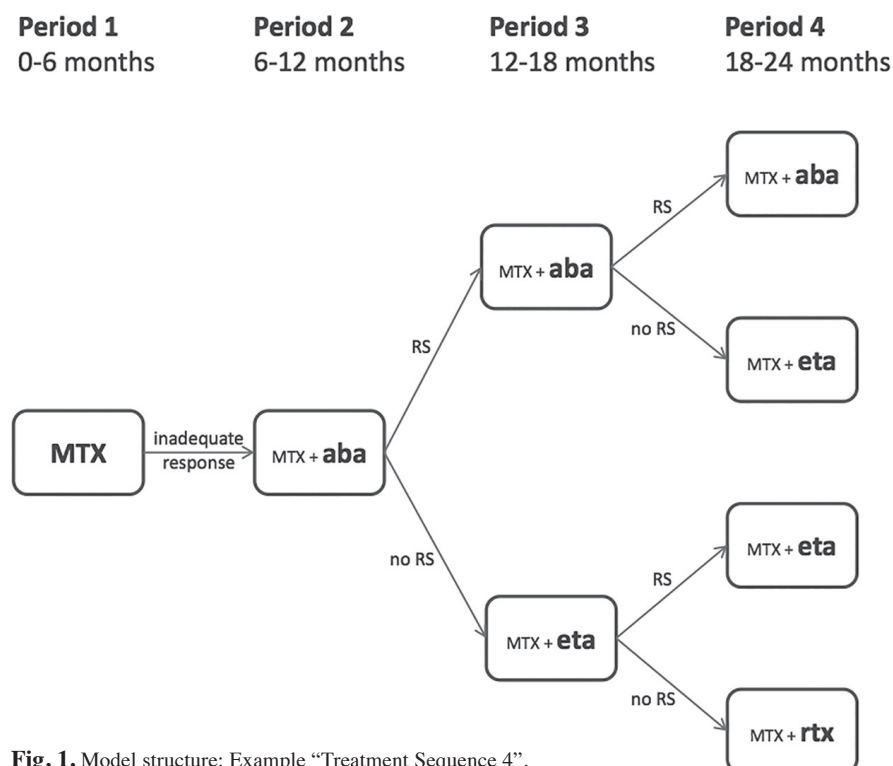 Period 1
0-6 months
Period 2
6-12 months
Period 3
12-18 months
Period 4
18-24 months
MTX
inadequate
response
MTX + aba
RS
no RS
MTX + aba
MTX + eta
RS
no RS
RS
no RS
MTX + aba
MTX + eta
MTX + eta
MTX + rtx
Fig. 1. Model structure: Example “Treatment Sequence 4”.